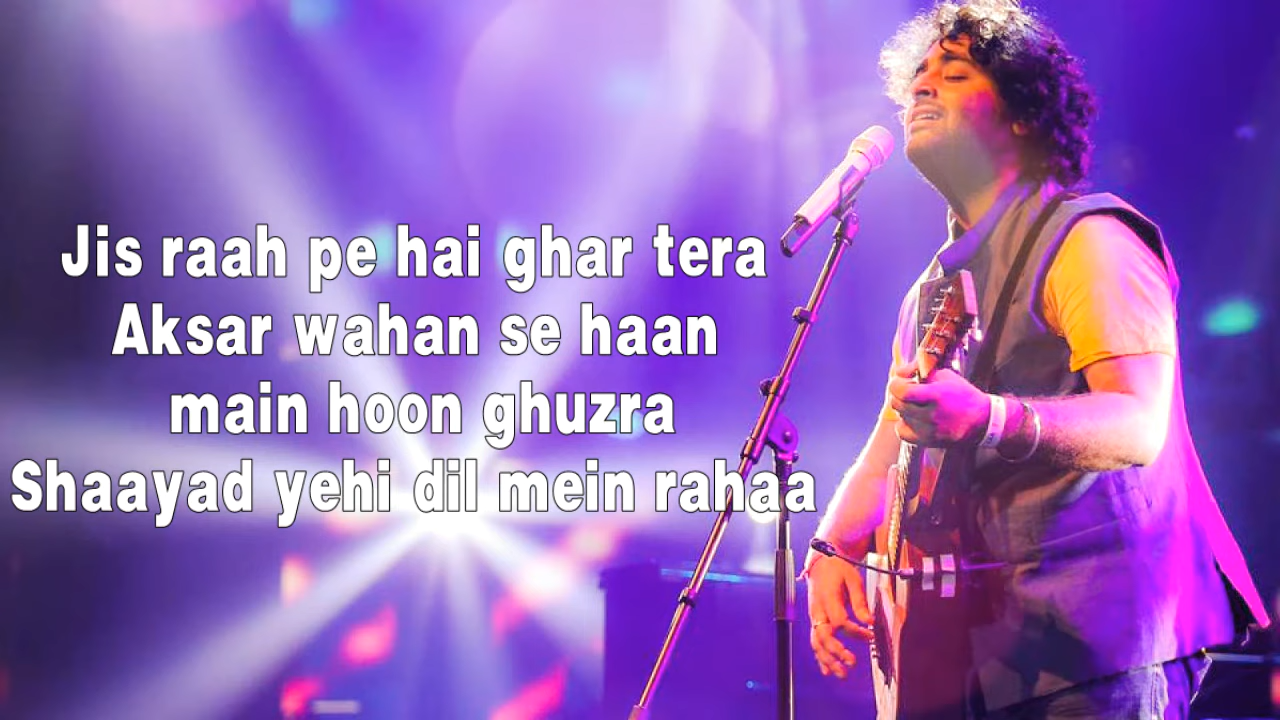 Jis raah pe hai ghar tera
Aksar wahan se haan
main hoon ghuzra
Shaayad yehi dil mein rahaa